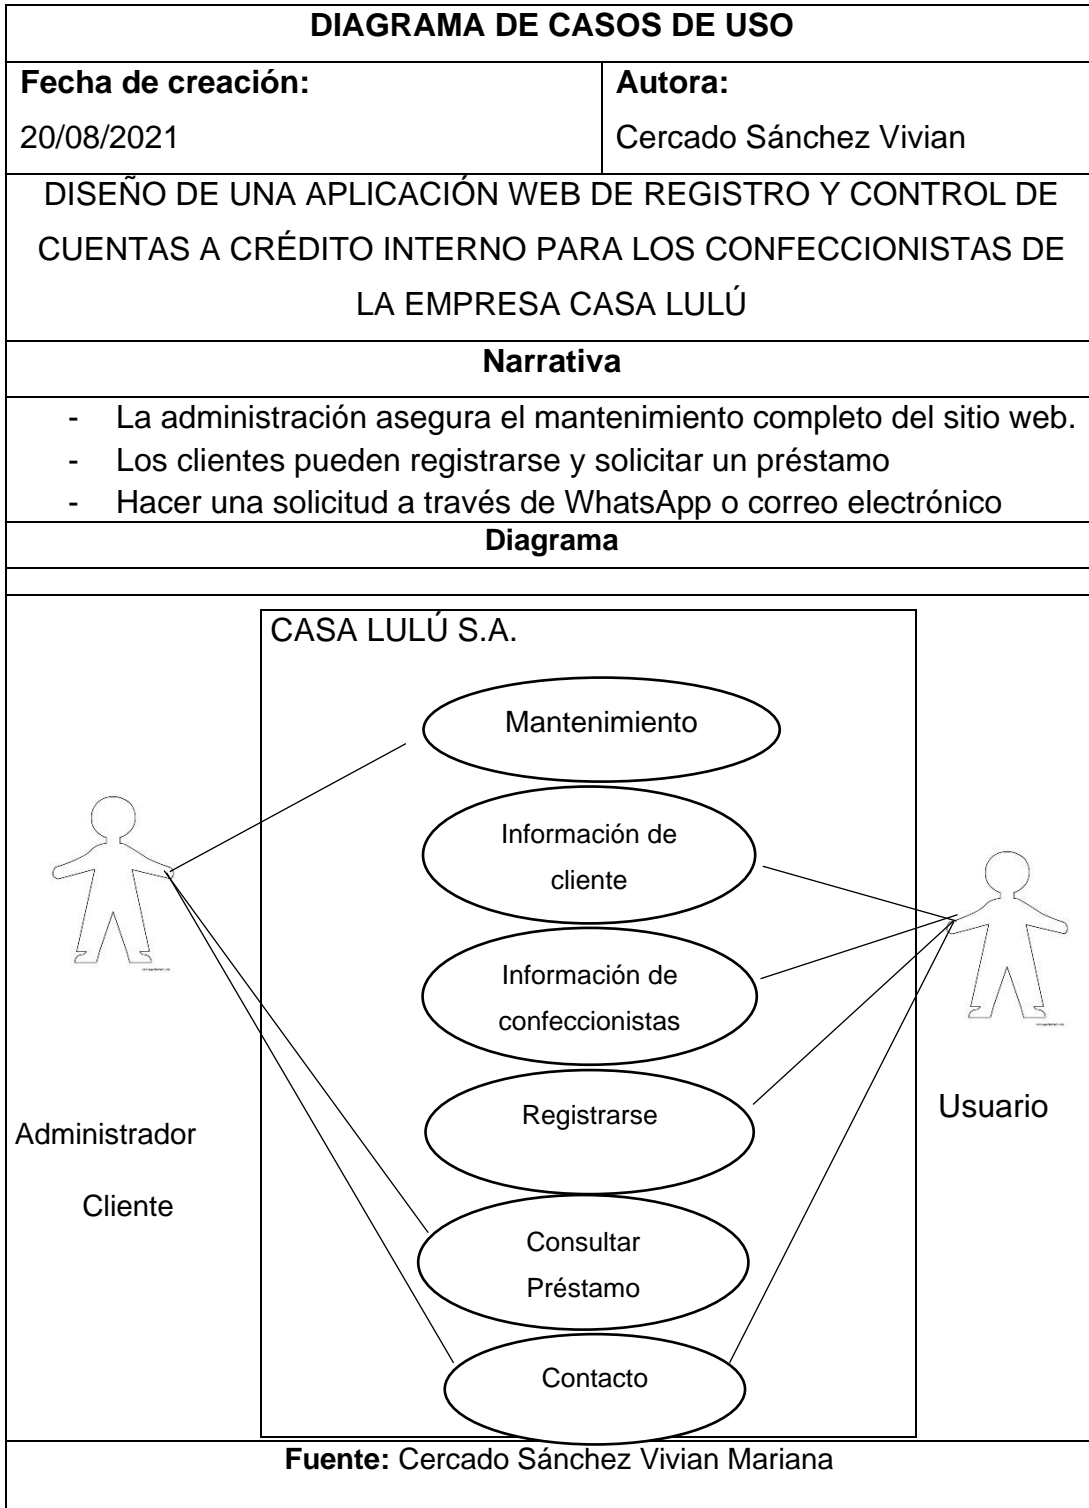 DIAGRAMA DE CASOS DE USO
Fecha de creación:
20/08/2021
Autora:
Cercado Sánchez Vivian
DISEÑO DE UNA APLICACIÓN WEB DE REGISTRO Y CONTROL DE
CUENTAS A CRÉDITO INTERNO PARA LOS CONFECCIONISTAS DE
LA EMPRESA CASA LULÚ
Narrativa
- La administración asegura el mantenimiento completo del sitio web.
- Los clientes pueden registrarse y solicitar un préstamo
- Hacer una solicitud a través de WhatsApp o correo electrónico
Diagrama
CASA LULÚ S.A.
Mantenimiento
Información de
cliente
Información de
confeccionistas
Registrarse
Consultar
Préstamo
Contacto
Administrador
Cliente
Usuario
Fuente: Cercado Sánchez Vivian Mariana